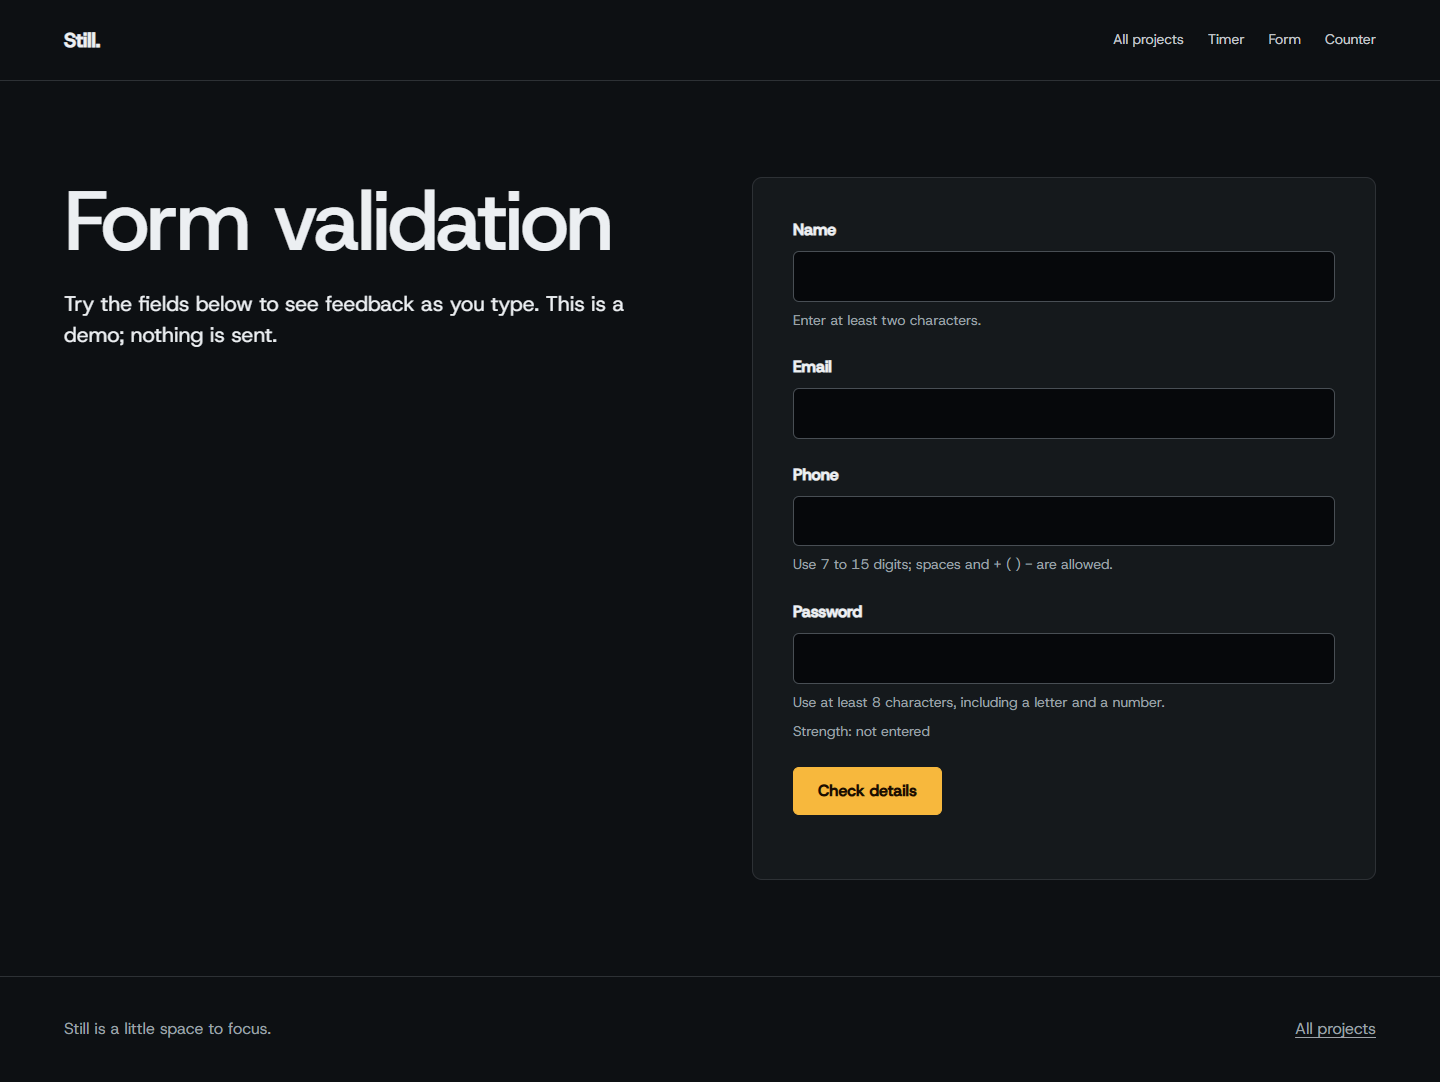 Still.
All projects
Timer
Form
Counter
Form validation
Try the fields below to see feedback as you type. This is a
demo; nothing is sent.
Name
Enter at least two characters.
Email
Phone
Use 7 to 15 digits; spaces and + ( ) - are allowed.
Password
Use at least 8 characters, including a letter and a number.
Strength: not entered
Check details
Still is a little space to focus.
All projects